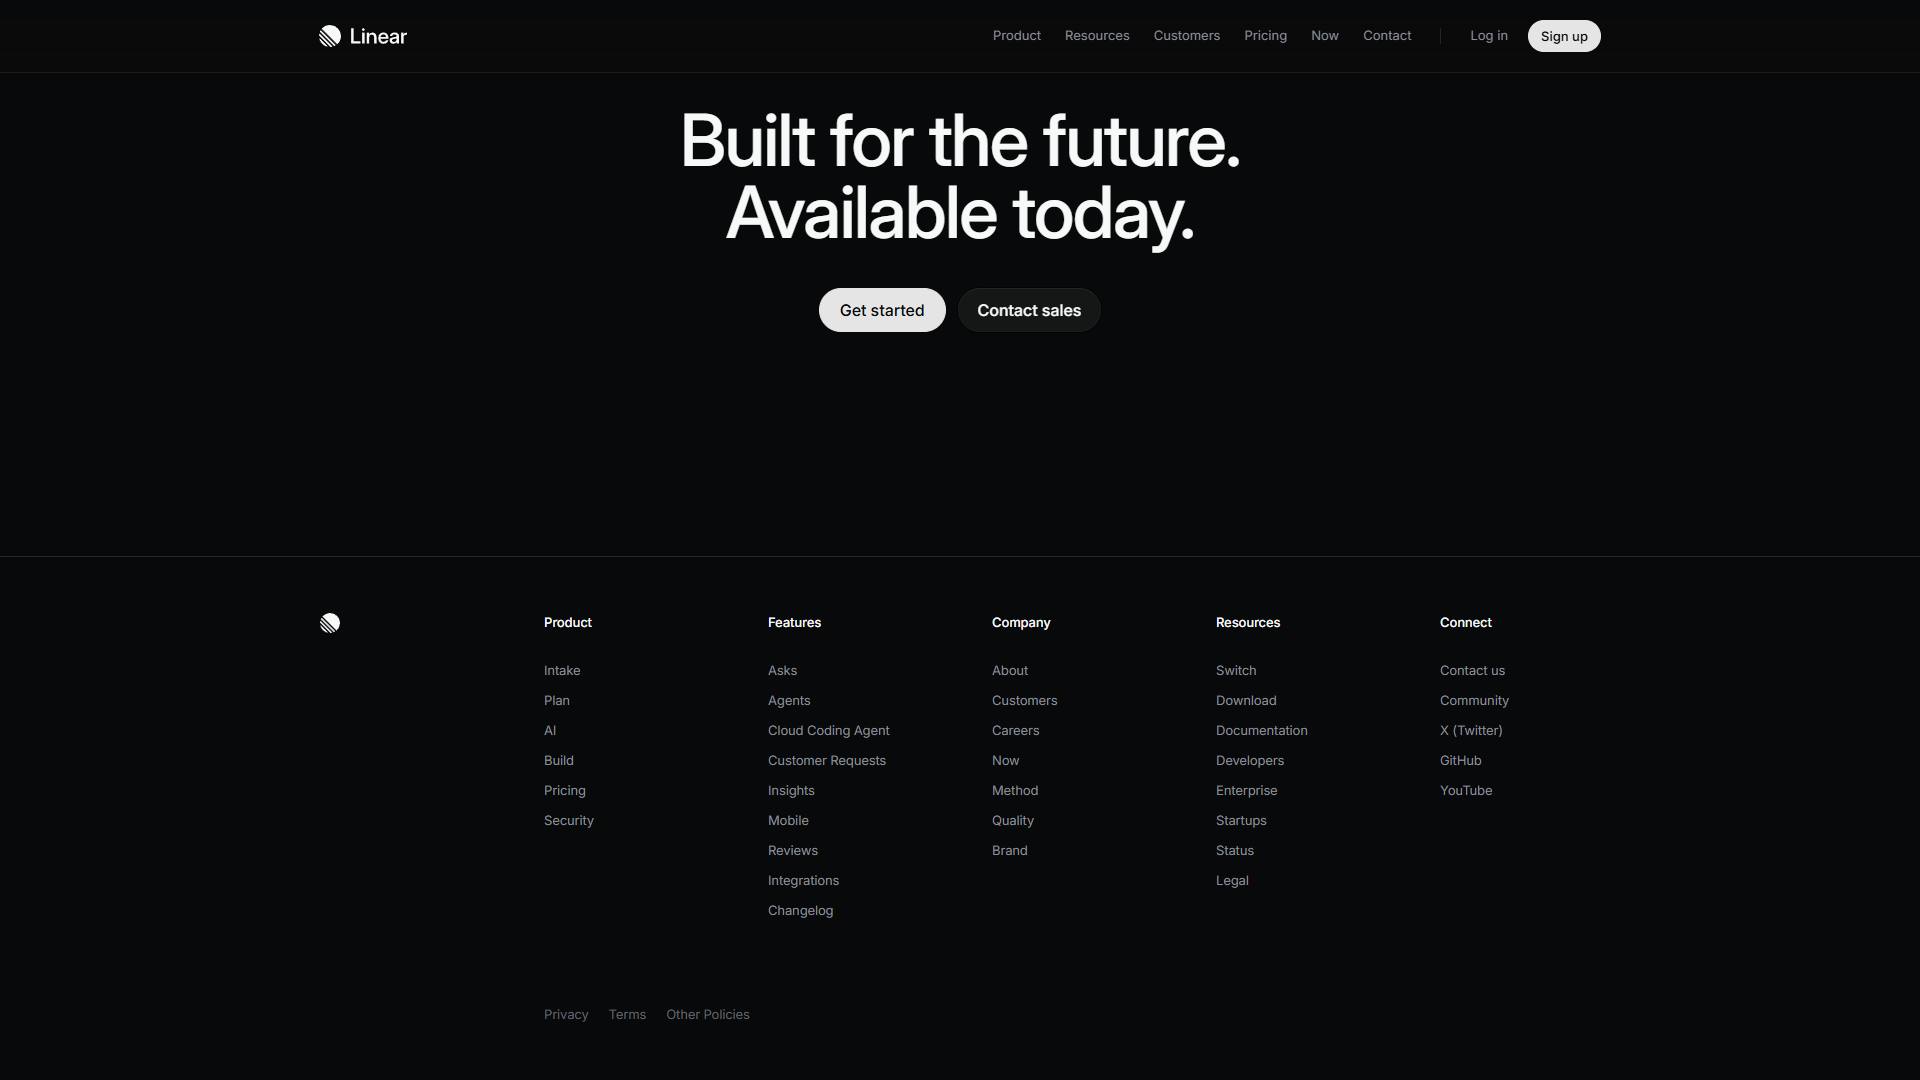 Linear
Product
Resources
Customers
Pricing
Now
Contact
Log in
Sign up
Built for the future.
Available today.
Get started
Contact sales
Product
Intake
Plan
AI
Build
Pricing
Security
Features
Asks
Agents
Cloud Coding Agent
Customer Requests
Insights
Mobile
Reviews
Integrations
Changelog
Company
About
Customers
Careers
Now
Method
Quality
Brand
Resources
Switch
Download
Documentation
Developers
Enterprise
Startups
Status
Legal
Connect
Contact us
Community
X (Twitter)
GitHub
YouTube
Privacy
Terms
Other Policies